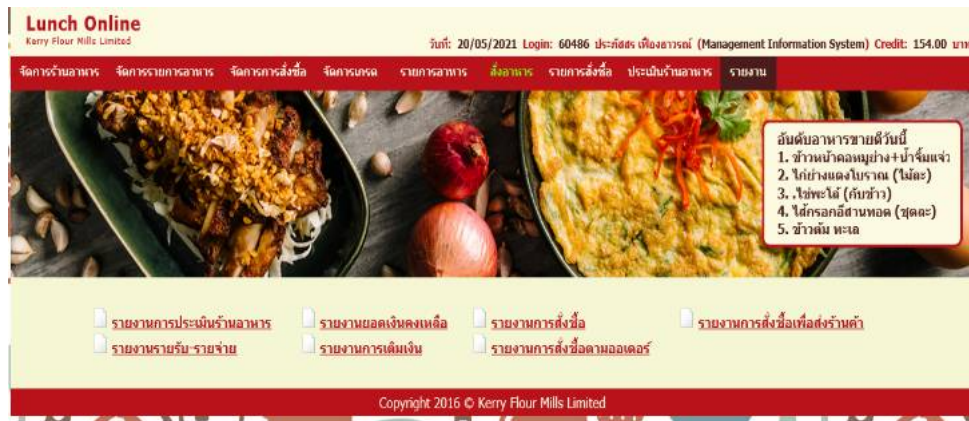 Lunch Online
Kerry Flour Mills Limited
วันที่: 20/05/2021 Login: 60486 ประภัสสร เฟื่องธาวรณ์ (Management Information System) Credit: 154.00 บาท
จัดการร้านอาหาร จัดการรายการอาหาร จัดการการสั่งซื้อ จัดการเกรด รายการอาหาร สั่งอาหาร รายการสั่งซื้อ ประเมินร้านอาหาร รายงาน
อันดับอาหารขายดีวันนี้
1. ข้าวหน้าคอหมูย่าง+น้ำจิ้มแจ่ว
2. ไก่ย่างแดงโบราณ (ไม้ละ)
3. .ไข่พะโล้ (กับข้าว)
4. ไส้กรอกอีสานทอด (ชุดละ)
5. ข้าวต้ม ทะเล
รายงานการประเมินร้านอาหาร รายงานยอดเงินคงเหลือ รายงานการสั่งซื้อ รายงานการสั่งซื้อเพื่อส่งร้านค้า
รายงานรายรับ-รายจ่าย รายงานการเติมเงิน รายงานการสั่งซื้อตามออเดอร์
Copyright 2016 © Kerry Flour Mills Limited